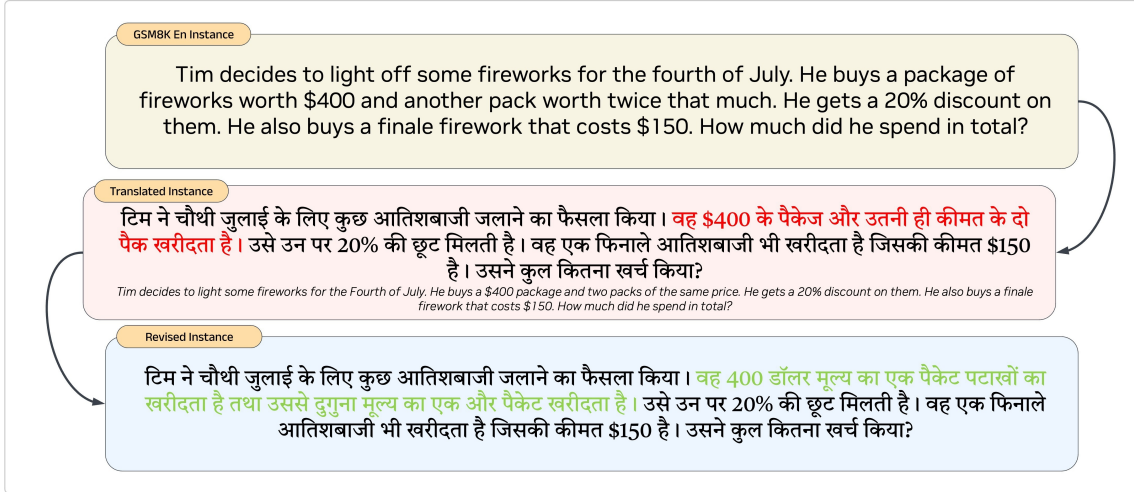 GSM8K En Instance
Tim decides to light off some fireworks for the fourth of July. He buys a package of
fireworks worth $400 and another pack worth twice that much. He gets a 20% discount on
them. He also buys a finale firework that costs $150. How much did he spend in total?
Translated Instance
टिम ने चौथी जुलाई के लिए कुछ आतिशबाजी जलाने का फैसला किया। वह $400 के पैकेज और उतनी ही कीमत के दो
पैक खरीदता है। उसे उन पर 20% की छूट मिलती है। वह एक फिनाले आतिशबाजी भी खरीदता है जिसकी कीमत $150
है। उसने कुल कितना खर्च किया?
Tim decides to light some fireworks for the Fourth of July. He buys a $400 package and two packs of the same price. He gets a 20% discount on them. He also buys a finale
firework that costs $150. How much did he spend in total?
Revised Instance
टिम ने चौथी जुलाई के लिए कुछ आतिशबाजी जलाने का फैसला किया। वह 400 डॉलर मूल्य का एक पैकेट पटाखों का
खरीदता है तथा उससे दुगुना मूल्य का एक और पैकेट खरीदता है। उसे उन पर 20% की छूट मिलती है। वह एक फिनाले
आतिशबाजी भी खरीदता है जिसकी कीमत $150 है। उसने कुल कितना खर्च किया?